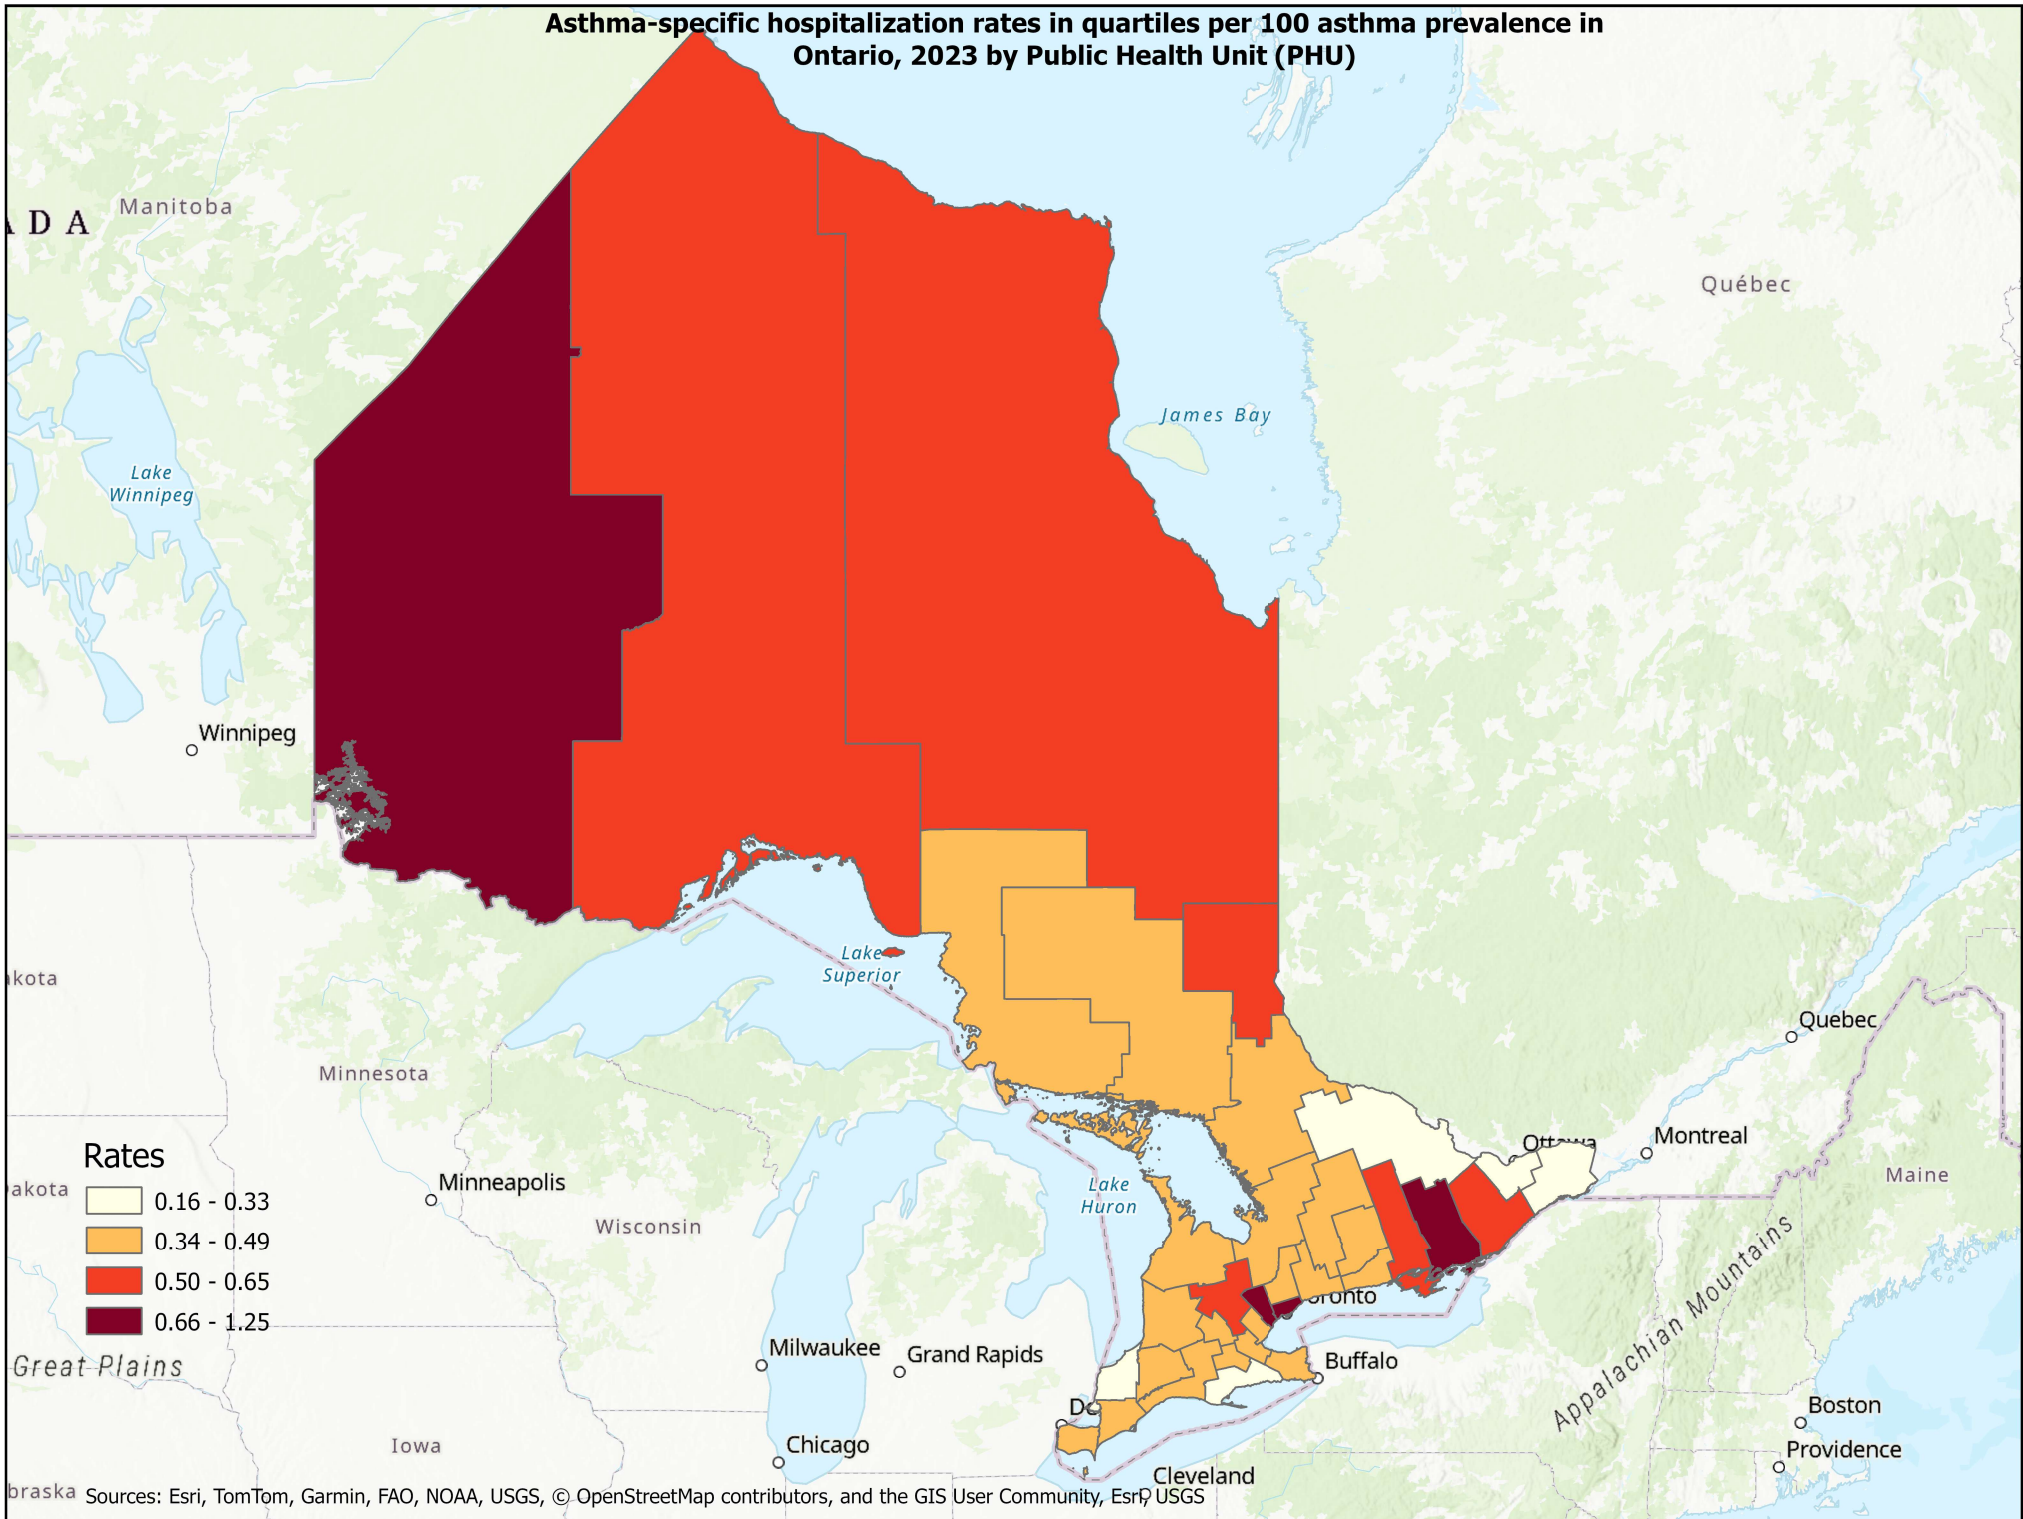 Asthma-specific hospitalization rates in quartiles per 100 asthma prevalence in
Ontario, 2023 by Public Health Unit (PHU)
Manitoba
ADA
Québec
James Bay
Lake
Winnipeg
Winnipeg
Lake
Superior
akota
Quebec
Minnesota
Ottawa
Montreal
Rates
0.16 - 0.33
0.34 - 0.49
0.50 - 0.65
0.66 - 1.25
akota
Minneapolis
Lake
Huron
Maine
Wisconsin
oronto
Great Plains
Milwaukee
Grand Rapids
Buffalo
Appalachian Mountains
De
Boston
Iowa
Chicago
Providence
Cleveland
braska
Sources: Esri, TomTom, Garmin, FAO, NOAA, USGS, © OpenStreetMap contributors, and the GIS User Community, Esri, USGS